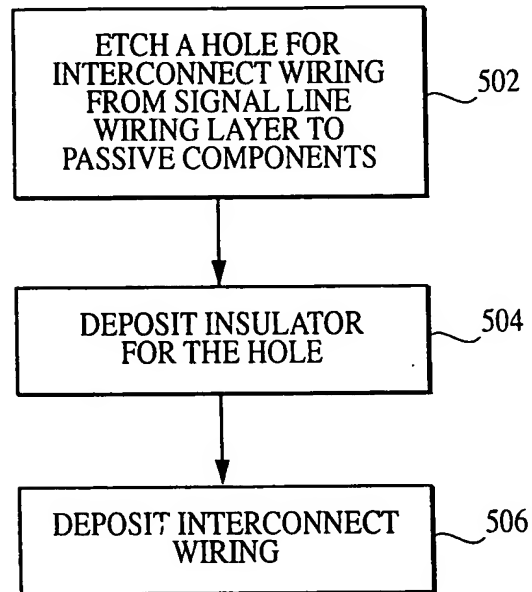 ETCH A HOLE FOR
INTERCONNECT WIRING
FROM SIGNAL LINE
WIRING LAYER TO
PASSIVE COMPONENTS
502
DEPOSIT INSULATOR
FOR THE HOLE
504
DEPOSIT INTERCONNECT
WIRING
506